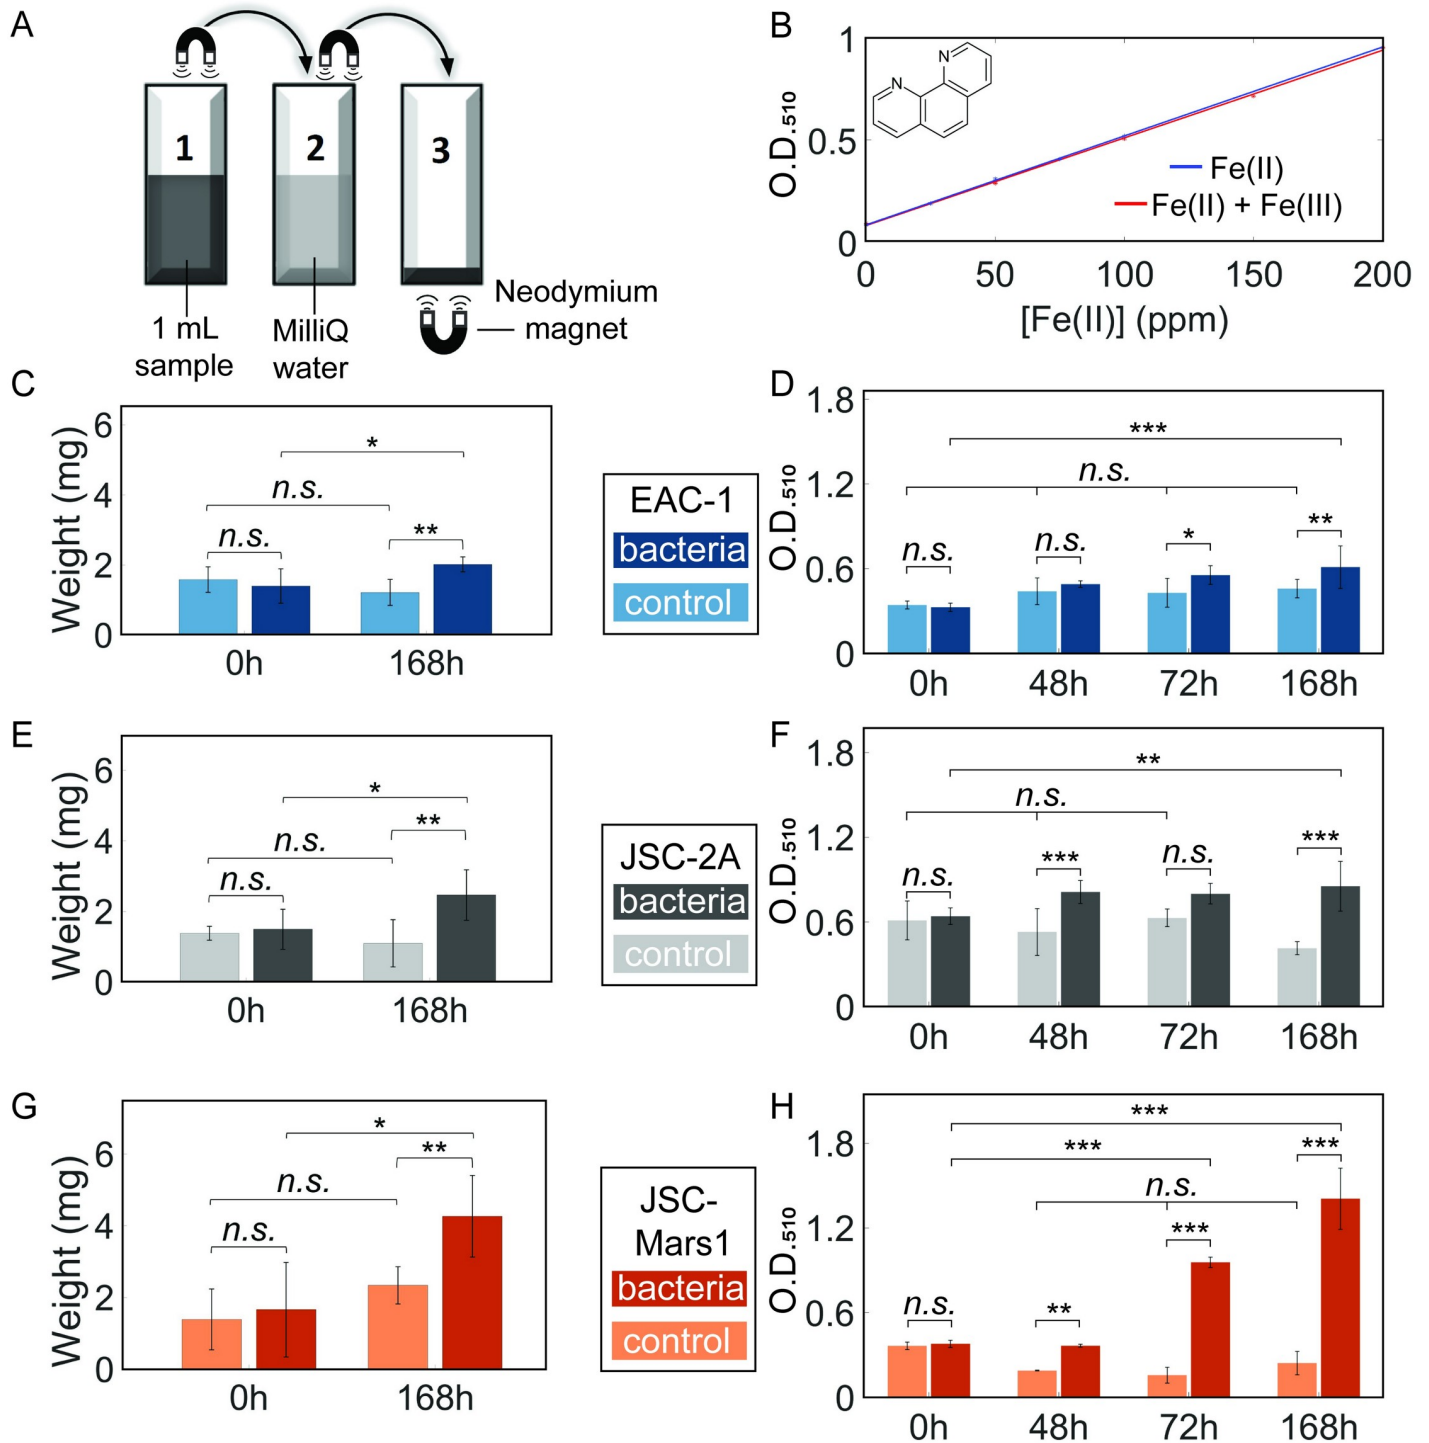 A
1
2
3
1 mL
sample
MilliQ
water
Neodymium
magnet
B
O.D.510
1
0.5
0
N
N
Fe(II)
Fe(II) + Fe(III)
0 50 100 150 200
[Fe(II)] (ppm)
C
Weight (mg)
6
4
2
0
*
n.s.
n.s.
**
0h 168h
EAC-1
bacteria
control
D
O.D.510
1.8
1.2
0.6
0
***
n.s.
n.s.
n.s.
*
**
0h 48h 72h 168h
E
Weight (mg)
6
4
2
0
*
n.s.
**
n.s.
0h 168h
JSC-2A
bacteria
control
F
O.D.510
1.8
1.2
0.6
0
**
n.s.
n.s.
***
n.s.
***
0h 48h 72h 168h
G
Weight (mg)
6
4
2
0
*
**
n.s.
n.s.
0h 168h
JSC-
Mars1
bacteria
control
H
O.D.510
1.8
1.2
0.6
0
***
***
***
n.s.
***
n.s.
**
0h 48h 72h 168h